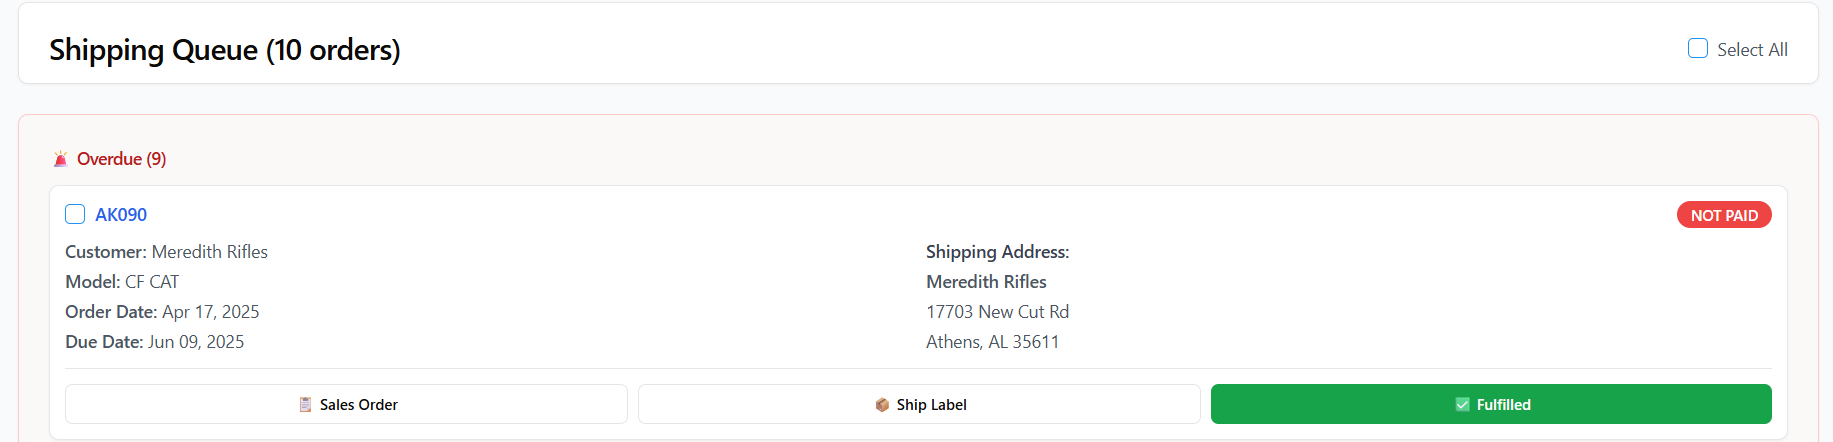 Shipping Queue (10 orders)
Select All
Overdue (9)
AK090
NOT PAID
Customer: Meredith Rifles
Model: CF CAT
Order Date: Apr 17, 2025
Due Date: Jun 09, 2025
Shipping Address:
Meredith Rifles
17703 New Cut Rd
Athens, AL 35611
Sales Order
Ship Label
Fulfilled